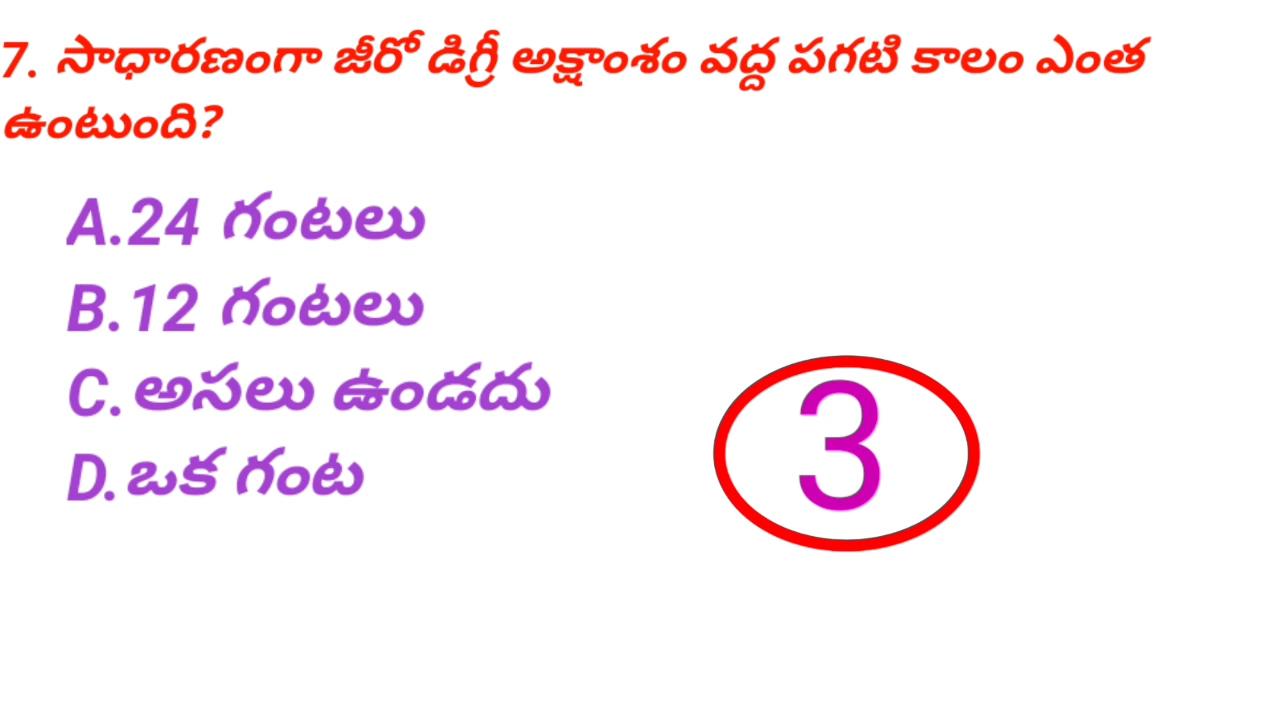 7. సాధారణంగా జీరో డిగ్రీ అక్షాంశం వద్ద పగటి కాలం ఎంత
ఉంటుంది?
A.24 గంటలు
B.12 గంటలు
C.అసలు ఉండదు
D.ఒక గంట
3